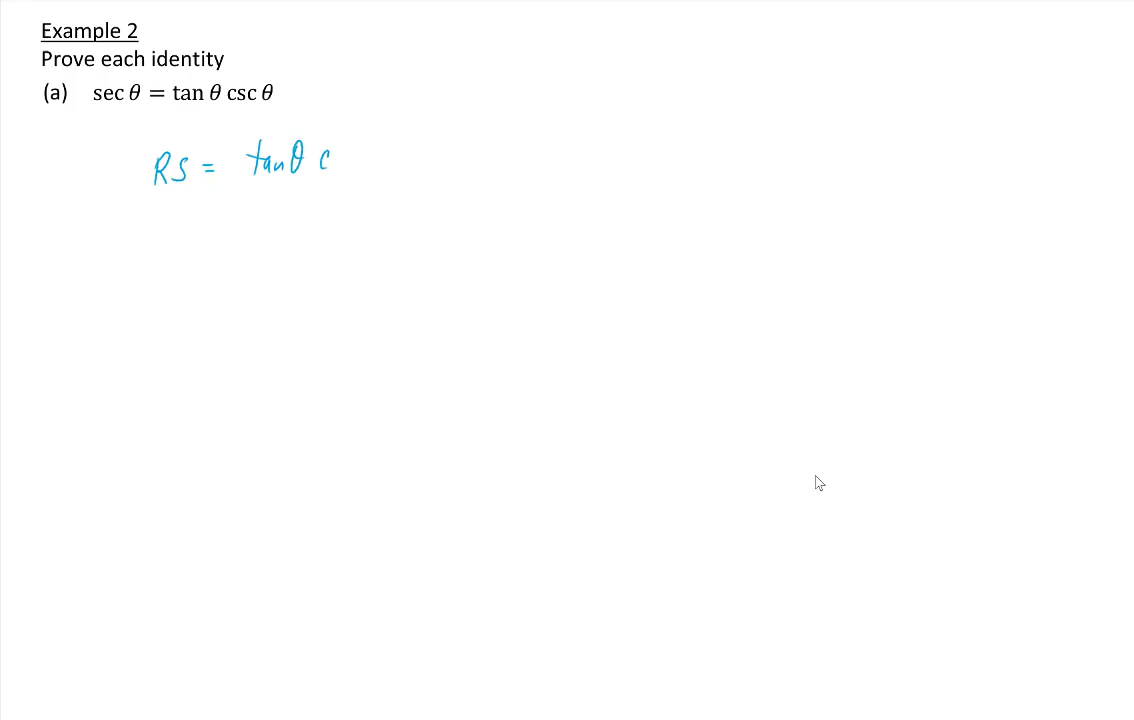 Example 2
Prove each identity
(a) sec θ = tan θ csc θ
RS = tanθ c